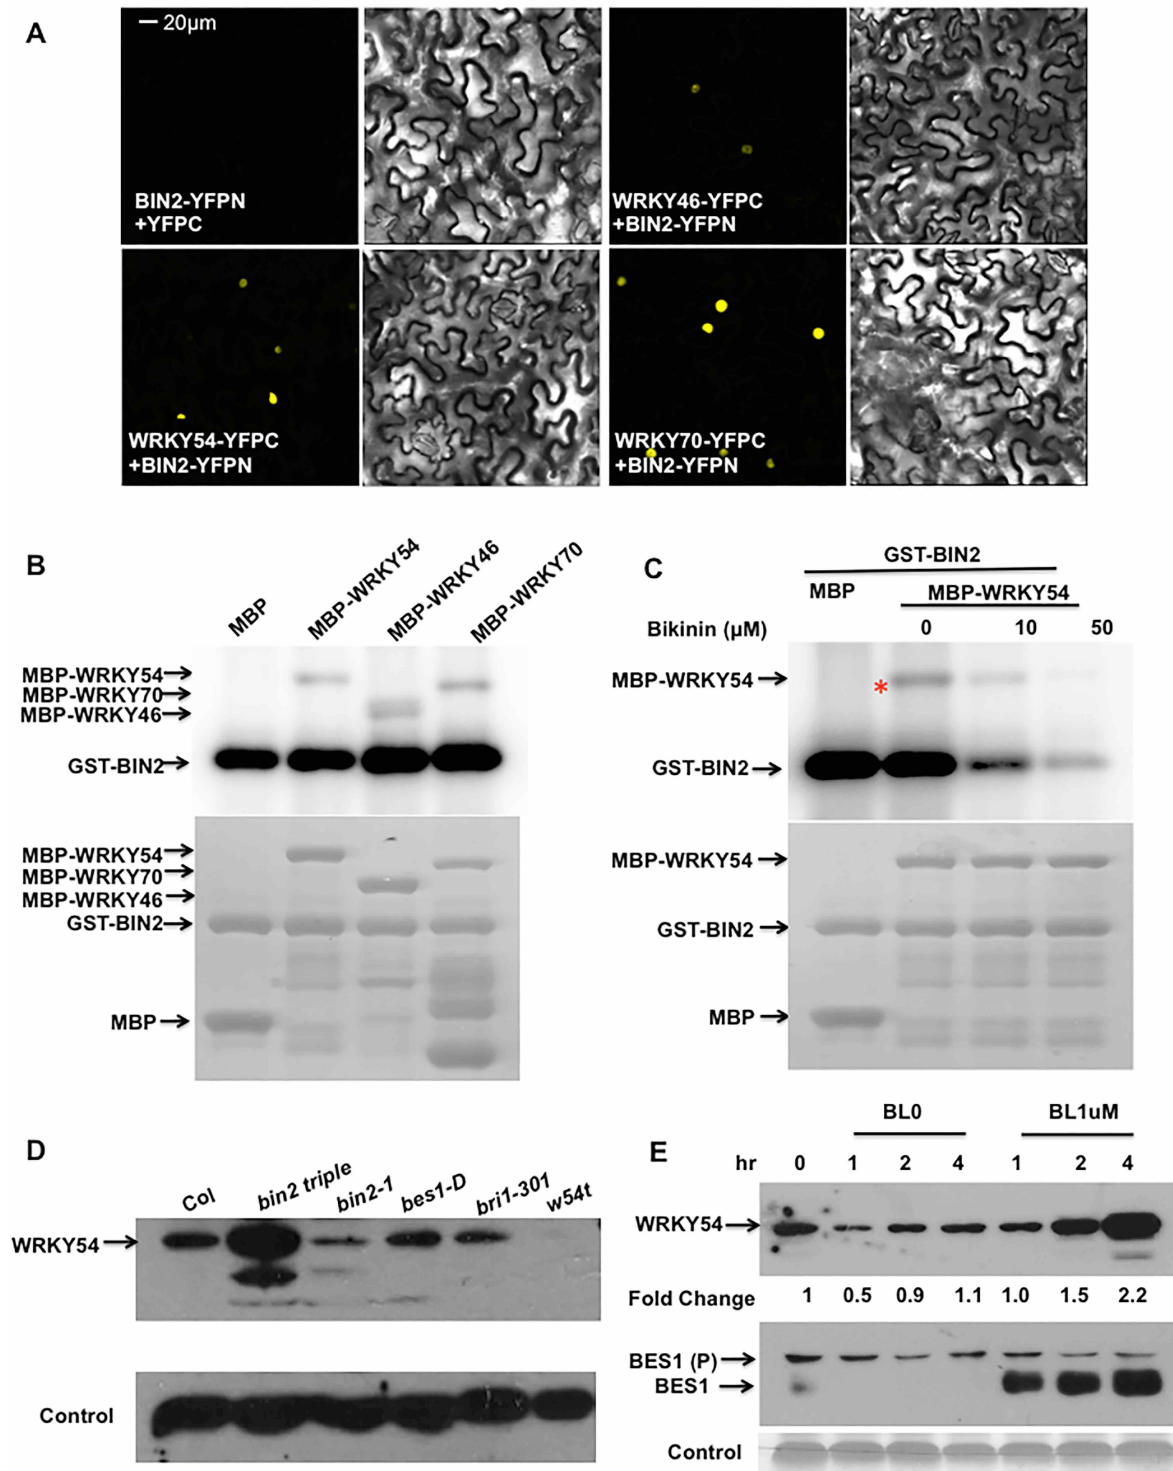 A
20μm
BIN2-YFPN
+YFPC
WRKY46-YFPC
+BIN2-YFPN
WRKY54-YFPC
+BIN2-YFPN
WRKY70-YFPC
+BIN2-YFPN
B
MBP
MBP-WRKY54
MBP-WRKY46
MBP-WRKY70
MBP-WRKY54
MBP-WRKY70
MBP-WRKY46
GST-BIN2
MBP-WRKY54
MBP-WRKY70
MBP-WRKY46
GST-BIN2
MBP
C
GST-BIN2
MBP MBP-WRKY54
Bikinin (μM) 0 10 50
MBP-WRKY54
*
GST-BIN2
MBP-WRKY54
GST-BIN2
MBP
D
Col bin2 triple bin2-1 bes1-D bri1-301 w54t
WRKY54
Control
E
BL0 BL1uM
hr 0 1 2 4 1 2 4
WRKY54
Fold Change 1 0.5 0.9 1.1 1.0 1.5 2.2
BES1 (P)
BES1
Control